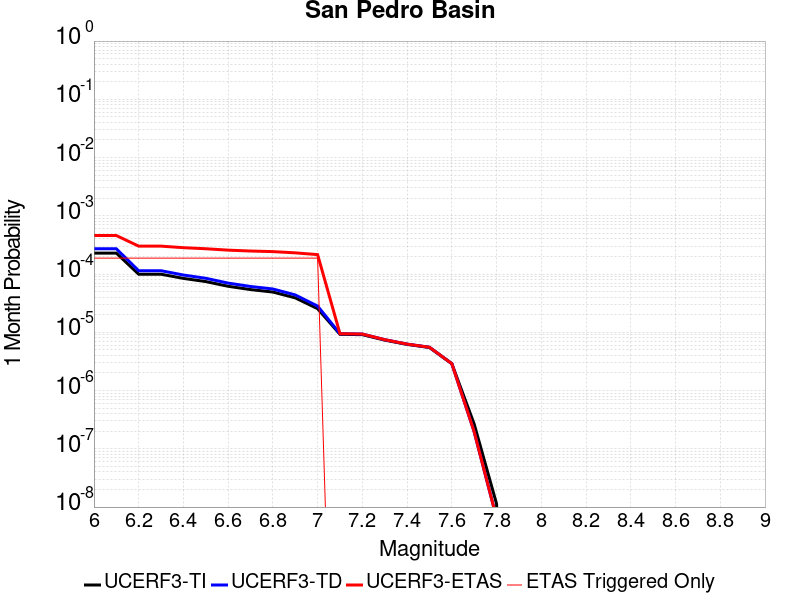 San Pedro Basin
10^0
10^-1
10^-2
10^-3
10^-4
10^-5
10^-6
10^-7
10^-8
1 Month Probability
6 6.2 6.4 6.6 6.8 7 7.2 7.4 7.6 7.8 8 8.2 8.4 8.6 8.8 9
Magnitude
UCERF3-TI UCERF3-TD UCERF3-ETAS ETAS Triggered Only